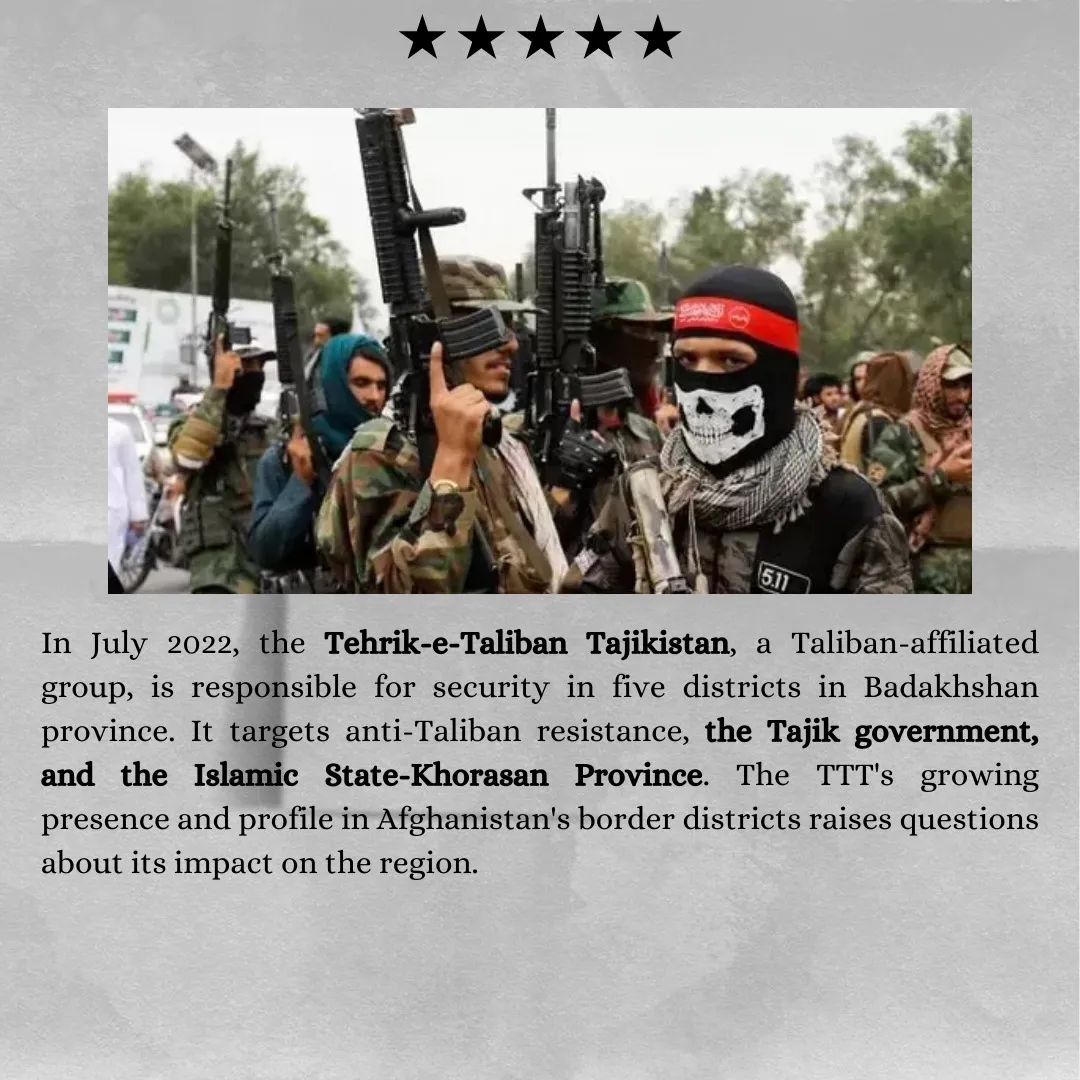 5.11
In July 2022, the Tehrik-e-Taliban Tajikistan, a Taliban-affiliated
group, is responsible for security in five districts in Badakhshan
province. It targets anti-Taliban resistance, the Tajik government,
and the Islamic State-Khorasan Province. The TTT's growing
presence and profile in Afghanistan's border districts raises questions
about its impact on the region.